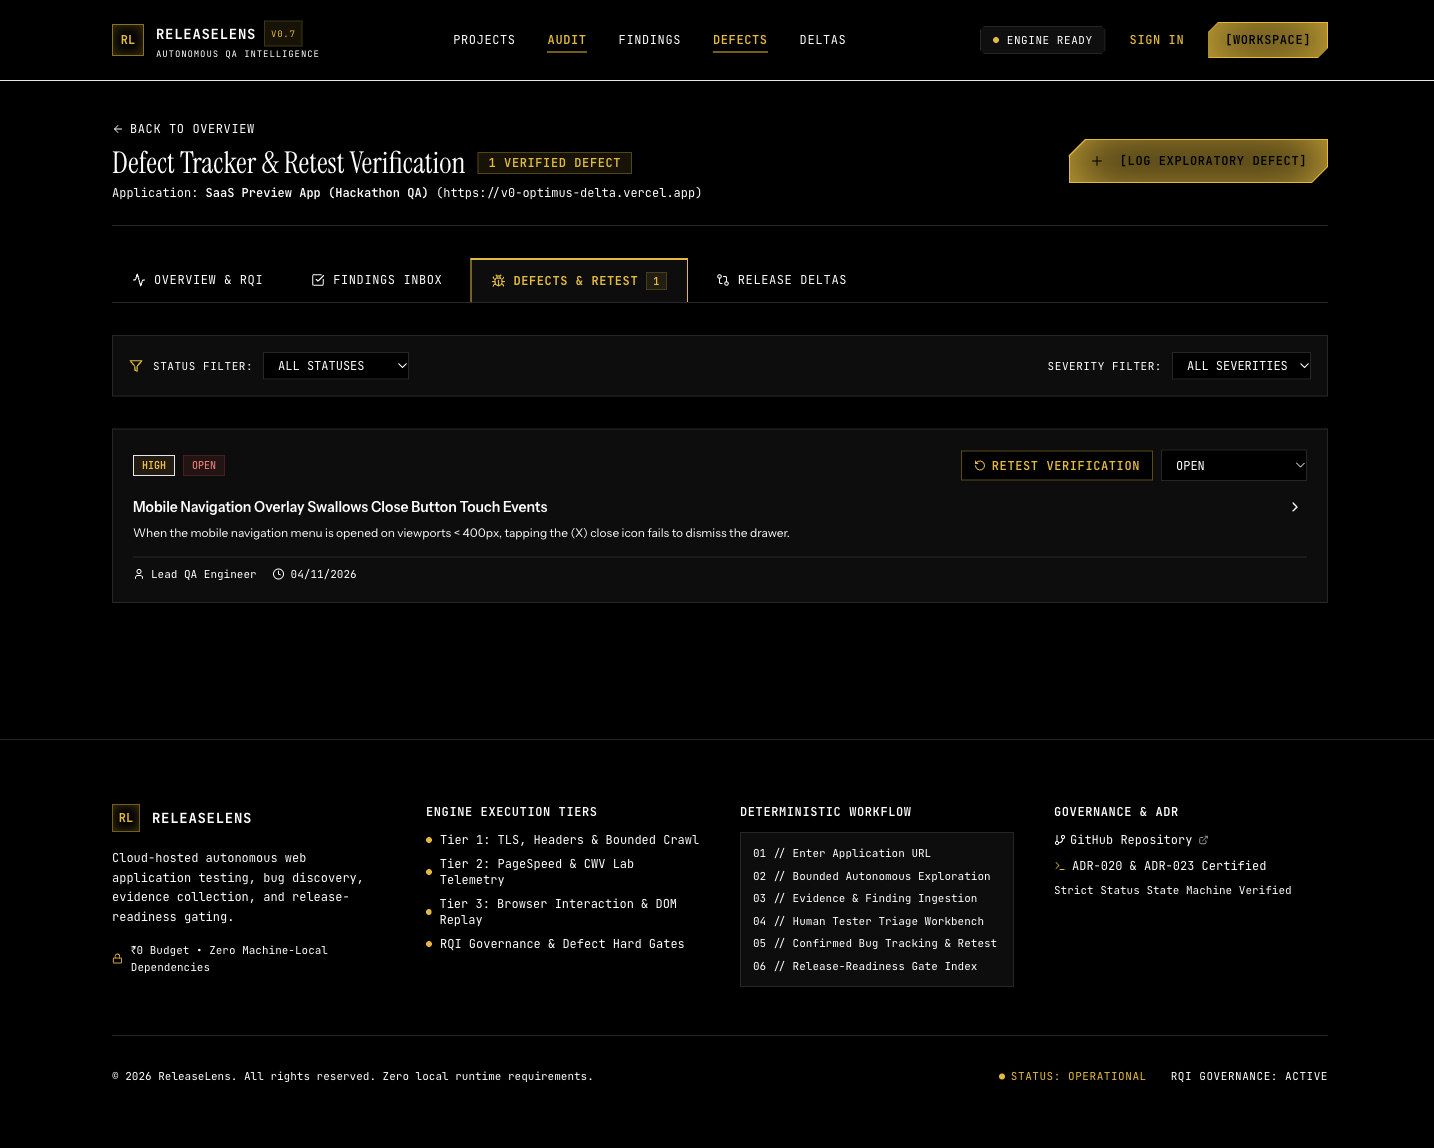 RL
RELEASELENS V0.7
AUTONOMOUS QA INTELLIGENCE
PROJECTS
AUDIT
FINDINGS
DEFECTS
DELTAS
ENGINE READY
SIGN IN
[WORKSPACE]
BACK TO OVERVIEW
Defect Tracker & Retest Verification
1 VERIFIED DEFECT
Application: SaaS Preview App (Hackathon QA) (https://v0-optimus-delta.vercel.app)
[LOG EXPLORATORY DEFECT]
OVERVIEW & RQI
FINDINGS INBOX
DEFECTS & RETEST 1
RELEASE DELTAS
STATUS FILTER: ALL STATUSES
SEVERITY FILTER: ALL SEVERITIES
HIGH
OPEN
RETEST VERIFICATION
OPEN
Mobile Navigation Overlay Swallows Close Button Touch Events
When the mobile navigation menu is opened on viewports < 400px, tapping the (X) close icon fails to dismiss the drawer.
Lead QA Engineer
04/11/2026
RL
RELEASELENS
Cloud-hosted autonomous web
application testing, bug discovery,
evidence collection, and release-
readiness gating.
₹0 Budget • Zero Machine-Local
Dependencies
ENGINE EXECUTION TIERS
Tier 1: TLS, Headers & Bounded Crawl
Tier 2: PageSpeed & CWV Lab
Telemetry
Tier 3: Browser Interaction & DOM
Replay
RQI Governance & Defect Hard Gates
DETERMINISTIC WORKFLOW
01 // Enter Application URL
02 // Bounded Autonomous Exploration
03 // Evidence & Finding Ingestion
04 // Human Tester Triage Workbench
05 // Confirmed Bug Tracking & Retest
06 // Release-Readiness Gate Index
GOVERNANCE & ADR
GitHub Repository
ADR-020 & ADR-023 Certified
Strict Status State Machine Verified
© 2026 ReleaseLens. All rights reserved. Zero local runtime requirements.
STATUS: OPERATIONAL
RQI GOVERNANCE: ACTIVE